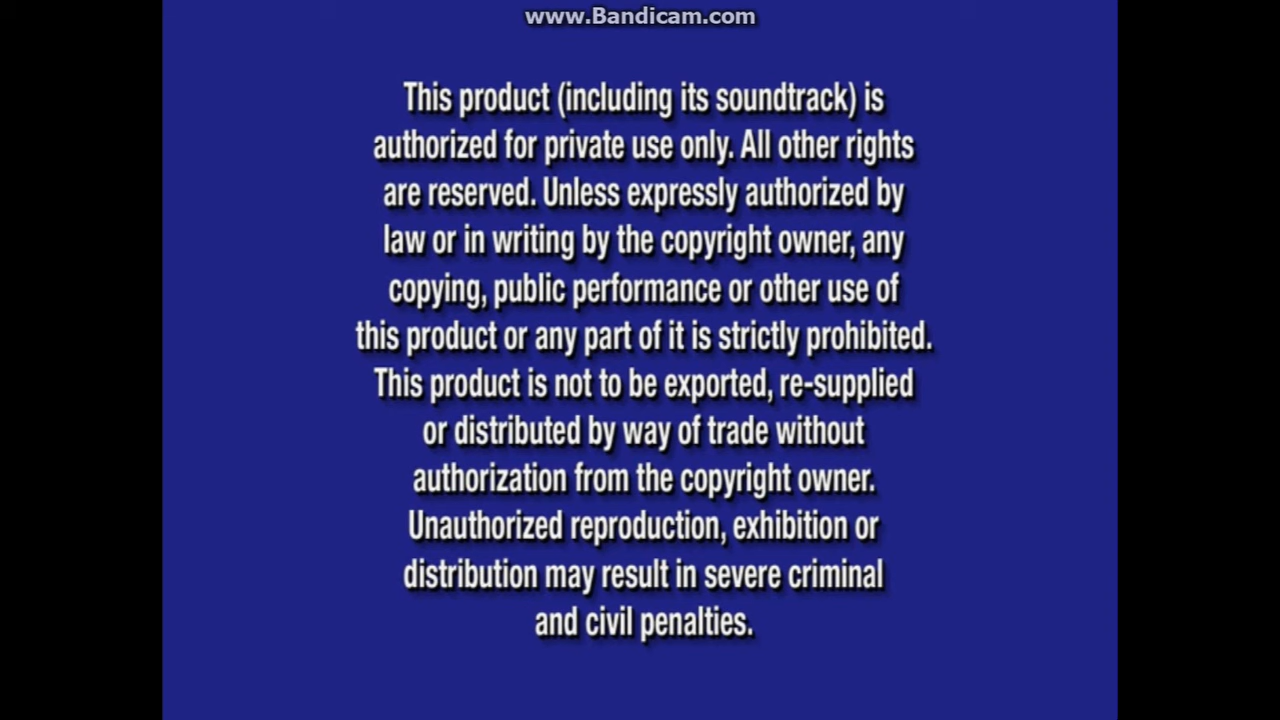 www.Bandicam.com
This product (including its soundtrack) is
authorized for private use only. All other rights
are reserved. Unless expressly authorized by
law or in writing by the copyright owner, any
copying, public performance or other use of
this product or any part of it is strictly prohibited.
This product is not to be exported, re-supplied
or distributed by way of trade without
authorization from the copyright owner.
Unauthorized reproduction, exhibition or
distribution may result in severe criminal
and civil penalties.